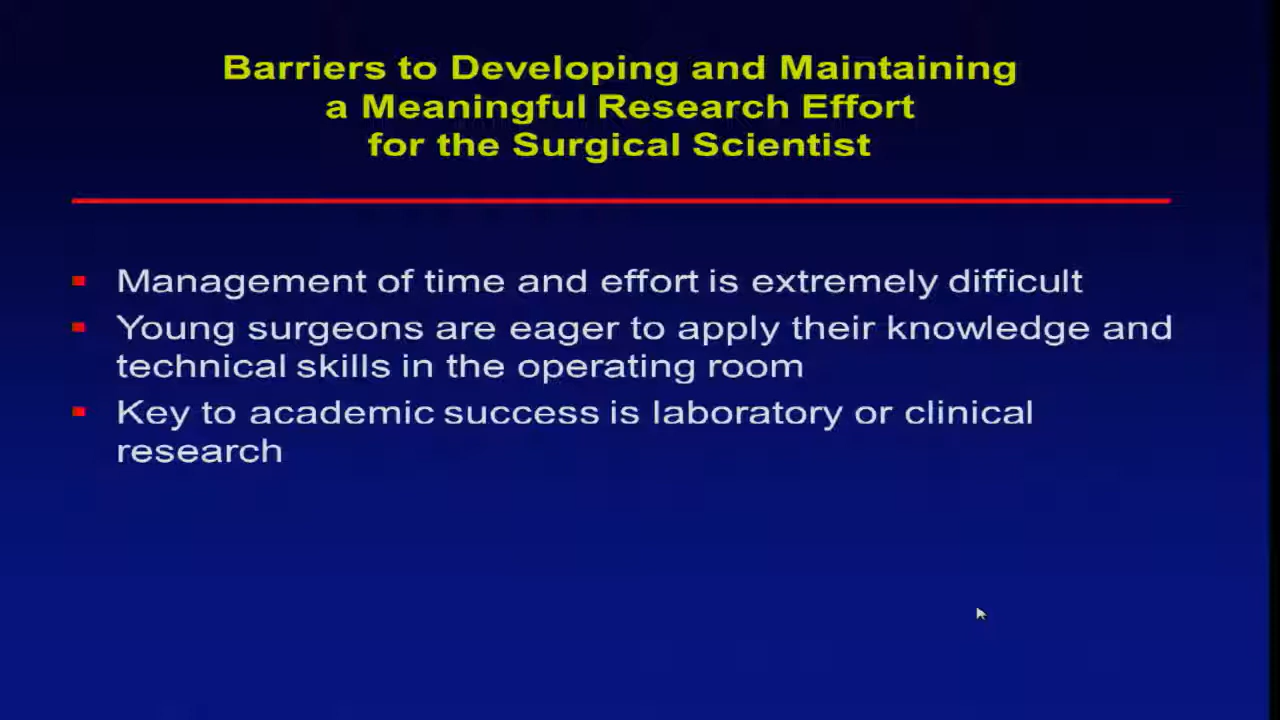 Barriers to Developing and Maintaining
a Meaningful Research Effort
for the Surgical Scientist
Management of time and effort is extremely difficult
Young surgeons are eager to apply their knowledge and
technical skills in the operating room
Key to academic success is laboratory or clinical
research